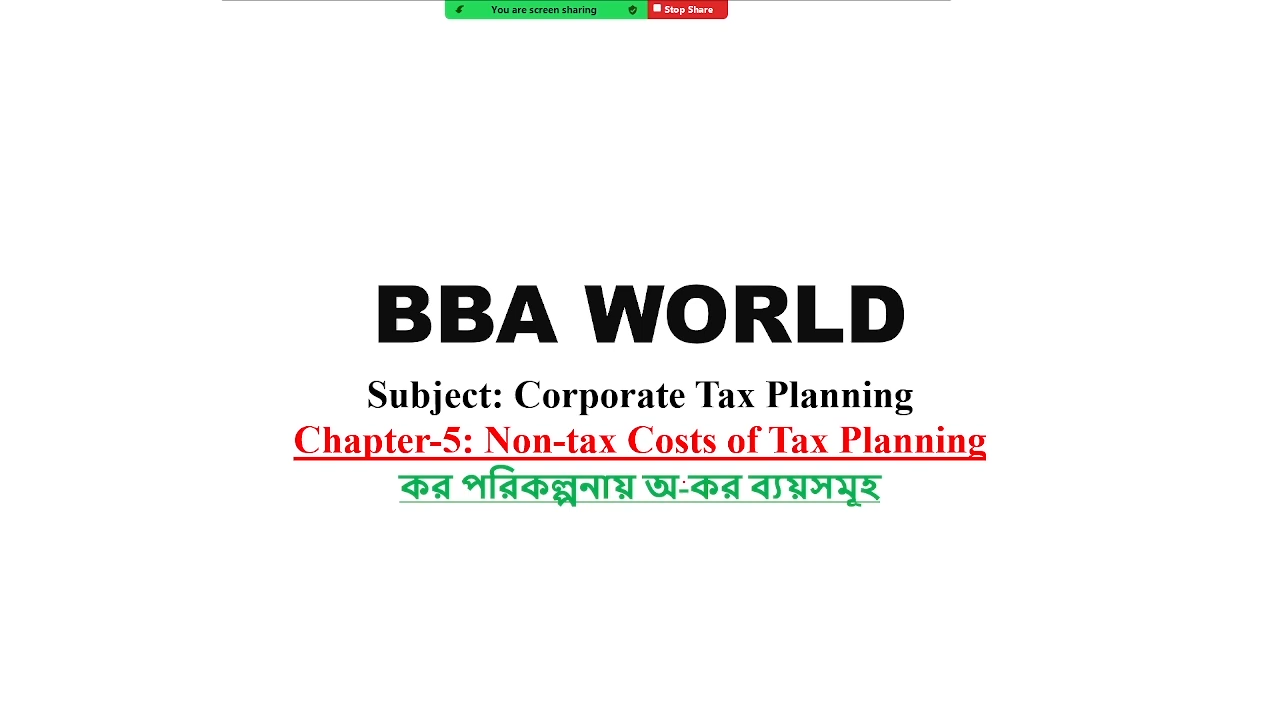 You are screen sharing Stop Share
BBA WORLD
Subject: Corporate Tax Planning
Chapter-5: Non-tax Costs of Tax Planning
কর পরিকল্পনায় অ-কর ব্যয়সমূহ